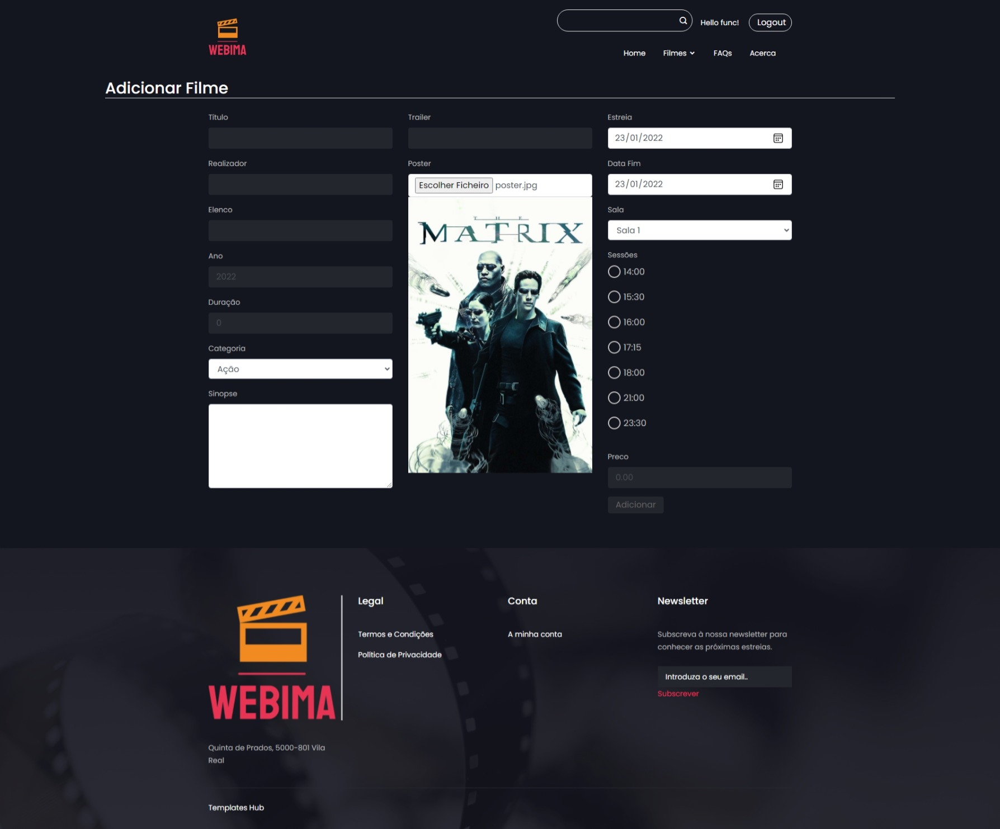 WEBIMA
Hello func!
Logout
Home
Filmes
FAQs
Acerca
Adicionar Filme
Título
Realizador
Elenco
Ano
2022
Duração
0
Categoria
Ação
Sinopse
Trailer
Poster
Escolher Ficheiro poster.jpg
THE
MATRIX
Estreia
23/01/2022
Data Fim
23/01/2022
Sala
Sala 1
Sessões
14:00
15:30
16:00
17:15
18:00
21:00
23:30
Preco
0.00
Adicionar
WEBIMA
Quinta de Prados, 5000-801 Vila
Real
Legal
Termos e Condições
Política de Privacidade
Conta
A minha conta
Newsletter
Subscreva à nossa newsletter para
conhecer as próximas estreias.
Introduza o seu email..
Subscrever
Templates Hub